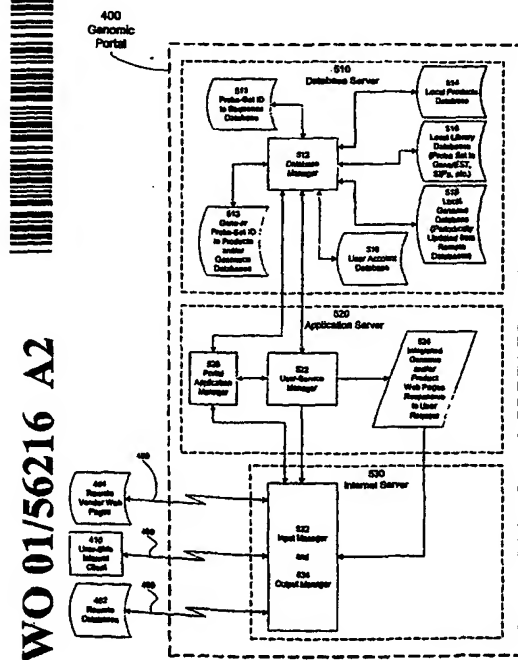 WO 01/56216 A2
400
Genomic
Portal
510
Database Server
511
Probe-Set ID
to Sequence
Database
512
Database
Manager
514
Local Products
Database
516
Local Library
Databases
(Probe Set to
Gene/EST,
SIFs, etc.)
518
Local
Genomic
Database
(Periodically
Updated from
Remote
Databases)
513
Gene or
Probe-Set ID
to Products
and/or
Genomics
Databases
519
User Account
Database
520
Application Server
Portal
Application
Manager
522
User-Service
Manager
524
Integrated
Genome
and/or
Product
Web Pages
Responsive
to User
Request
530
Internet Server
532
Input Manager
and
534
Output Manager
404
Remote
Vendor Web
Pages
410
User-Side
Internet
Client
402
Remote
Databases